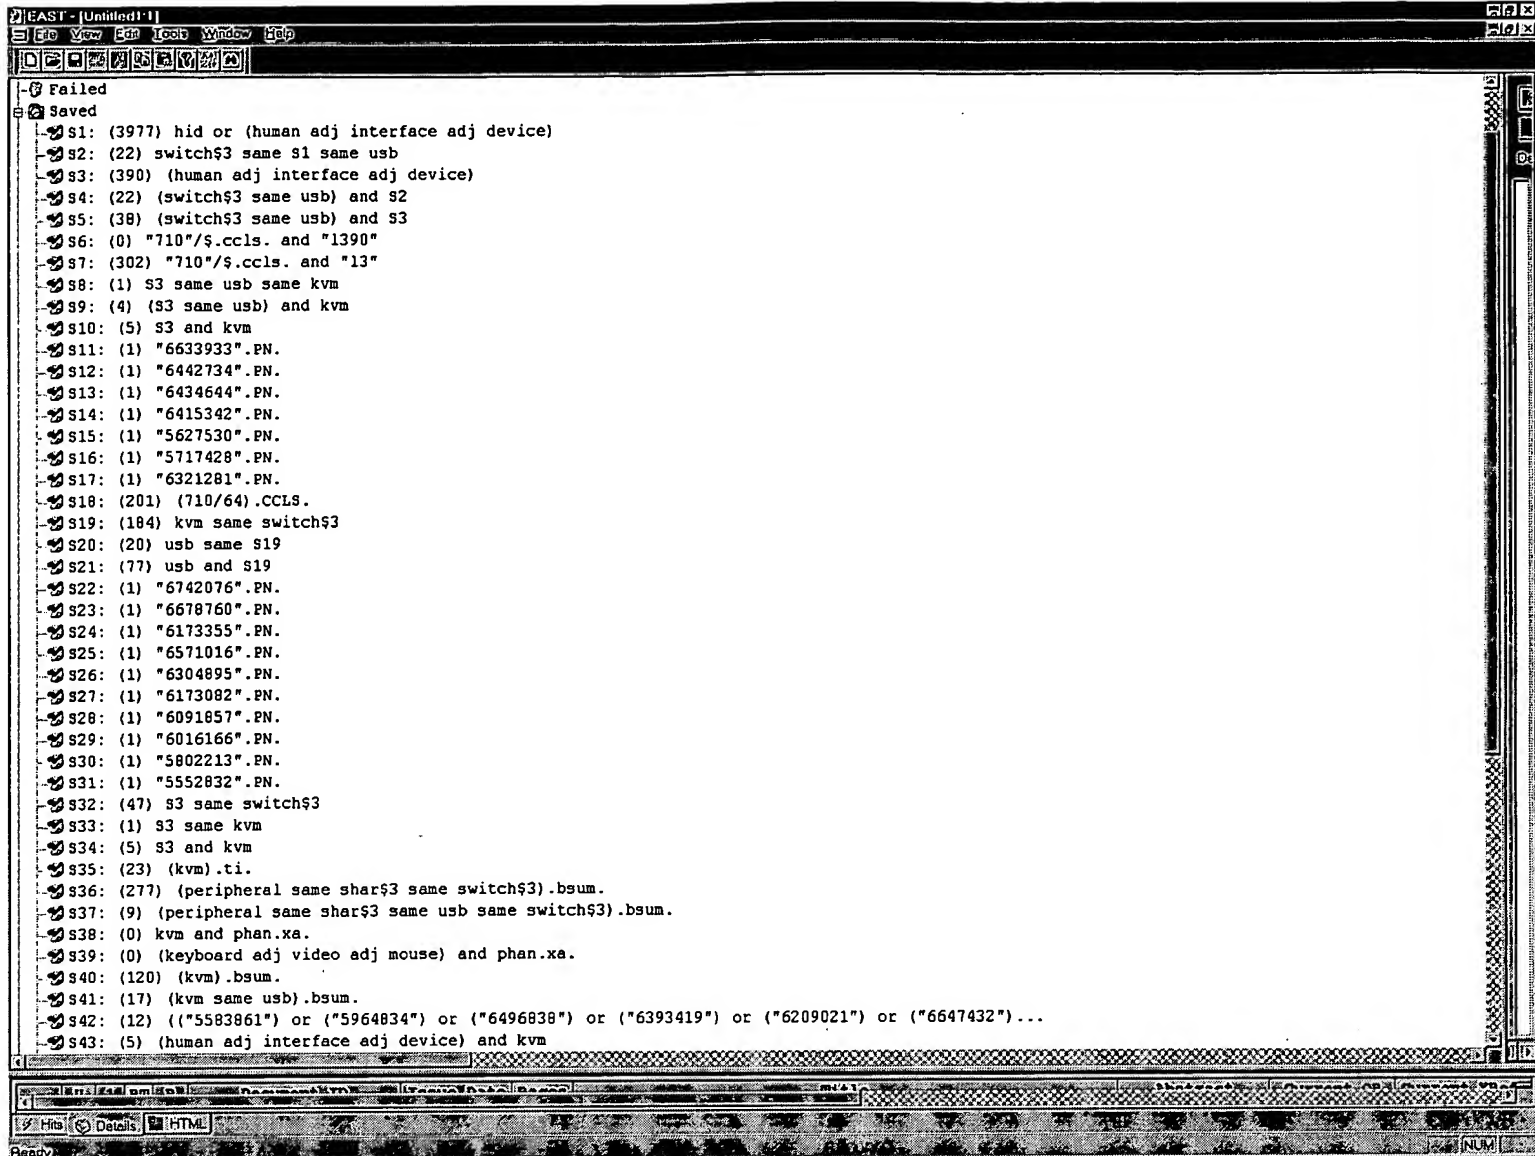 EAST - [Untitled1:1]
File View Edit Tools Window Help
Failed
Saved
S1: (3977) hid or (human adj interface adj device)
S2: (22) switch$3 same S1 same usb
S3: (390) (human adj interface adj device)
S4: (22) (switch$3 same usb) and S2
S5: (38) (switch$3 same usb) and S3
S6: (0) "710"/$.ccls. and "1390"
S7: (302) "710"/$.ccls. and "13"
S8: (1) S3 same usb same kvm
S9: (4) (S3 same usb) and kvm
S10: (5) S3 and kvm
S11: (1) "6633933".PN.
S12: (1) "6442734".PN.
S13: (1) "6434644".PN.
S14: (1) "6415342".PN.
S15: (1) "5627530".PN.
S16: (1) "5717428".PN.
S17: (1) "6321281".PN.
S18: (201) (710/64).CCLS.
S19: (184) kvm same switch$3
S20: (20) usb same S19
S21: (77) usb and S19
S22: (1) "6742076".PN.
S23: (1) "6678760".PN.
S24: (1) "6173355".PN.
S25: (1) "6571016".PN.
S26: (1) "6304895".PN.
S27: (1) "6173082".PN.
S28: (1) "6091857".PN.
S29: (1) "6016166".PN.
S30: (1) "5802213".PN.
S31: (1) "5552832".PN.
S32: (47) S3 same switch$3
S33: (1) S3 same kvm
S34: (5) S3 and kvm
S35: (23) (kvm).ti.
S36: (277) (peripheral same shar$3 same switch$3).bsum.
S37: (9) (peripheral same shar$3 same usb same switch$3).bsum.
S38: (0) kvm and phan.xa.
S39: (0) (keyboard adj video adj mouse) and phan.xa.
S40: (120) (kvm).bsum.
S41: (17) (kvm same usb).bsum.
S42: (12) (("5583861") or ("5964834") or ("6496838") or ("6393419") or ("6209021") or ("6647432")...
S43: (5) (human adj interface adj device) and kvm
Hits Details HTML
Ready NUM